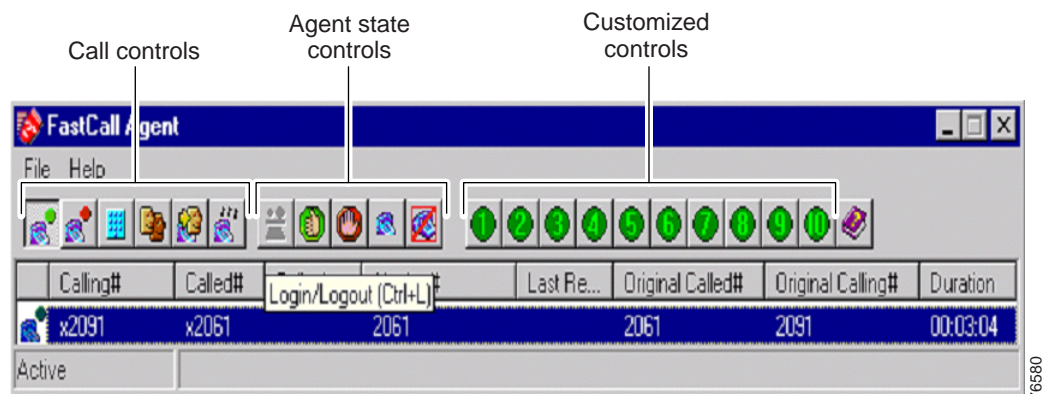 Call controls
Agent state
controls
Customized
controls
FastCall Agent
File Help
1 2 3 4 5 6 7 8 9 10
Calling# Called# Last Re... Original Called# Original Calling# Duration
Login/Logout (Ctrl+L)
x2091 x2061 2061 2061 2091 00:03:04
Active
76580